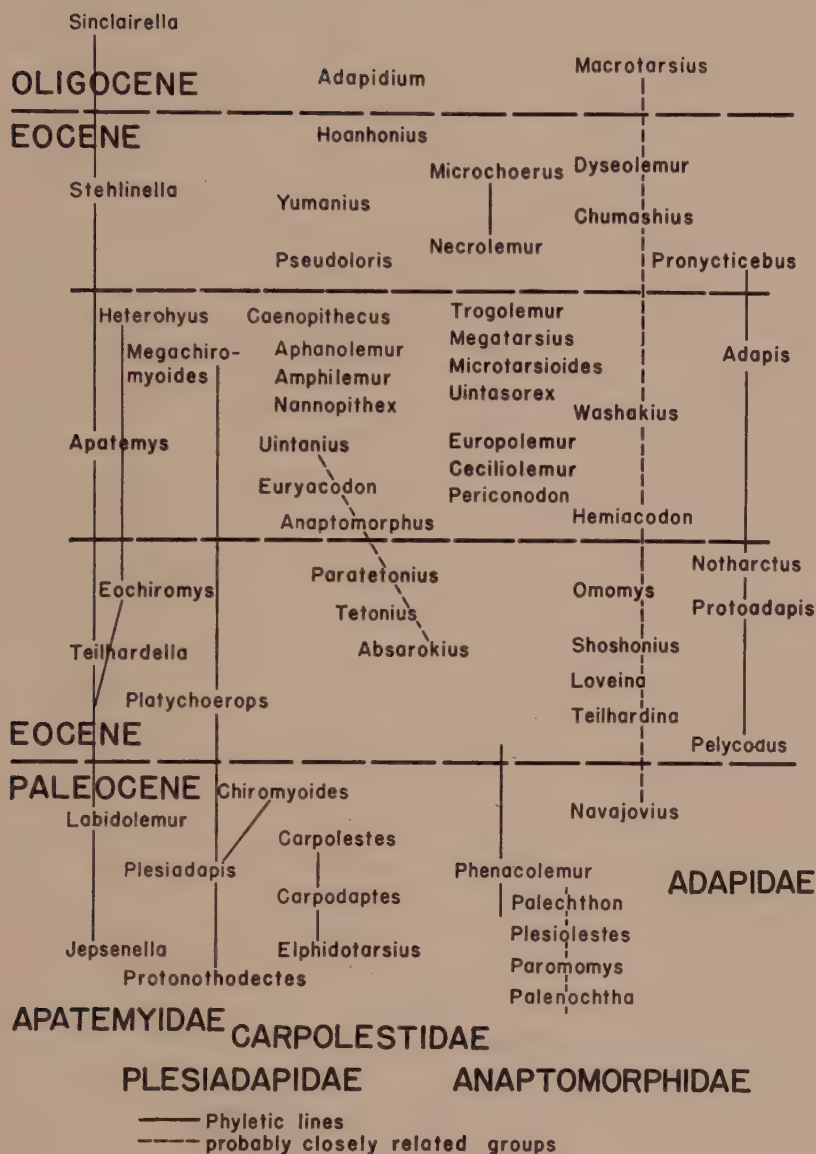 Sinclairella
Macrotarsius
OLIGOCENE
Adapidium
EOCENE
Hoanhonius
Microchoerus
Dyseolemur
Stehlinella
Yumanius
Chumashius
Necrolemur
Pseudoloris
Pronycticebus
Heterohyus
Caenopithecus
Trogolemur
Megachiro-
myoides
Aphanolemur
Megatarsius
Adapis
Amphilemur
Microtarsioides
Nannopithex
Uintasorex
Washakius
Apatemys
Uintanius
Europolemur
Euryacodon
Ceciliolemur
Periconodon
Anaptomorphus
Hemiacodon
Notharctus
Paratetonius
Eochiromys
Omomys
Protoadapis
Tetonius
Teilhardella
Absarokius
Shoshonius
Loveina
Platychoerops
Teilhardina
EOCENE
Pelycodus
PALEOCENE
Chiromyoides
Labidolemur
Navajovius
Carpolestes
Plesiadapis
Phenacolemur
ADAPIDAE
Carpodaptes
Palechthon
Plesiolestes
Jepsenella
Elphidotarsius
Paromomys
Protonothodectes
Palenochtha
APATEMYIDAE
CARPOLESTIDAE
PLESIADAPIDAE
ANAPTOMORPHIDAE
Phyletic lines
probably closely related groups